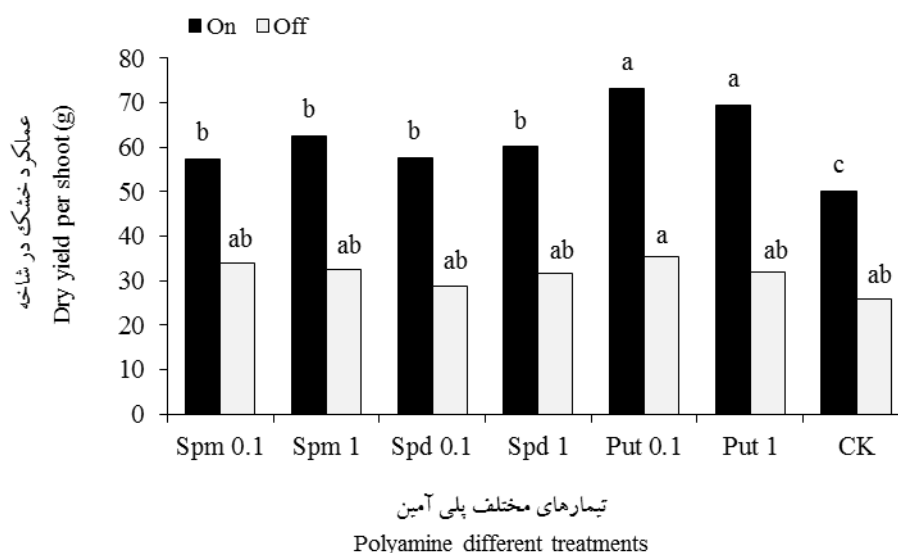 On Off
80
70
60
50
40
30
20
10
0
عملکرد خشک در شاخه
Dry yield per shoot (g)
b
ab
b
ab
b
ab
b
ab
a
a
a
ab
c
ab
Spm 0.1 Spm 1 Spd 0.1 Spd 1 Put 0.1 Put 1 CK
تیمارهای مختلف پلی آمین
Polyamine different treatments